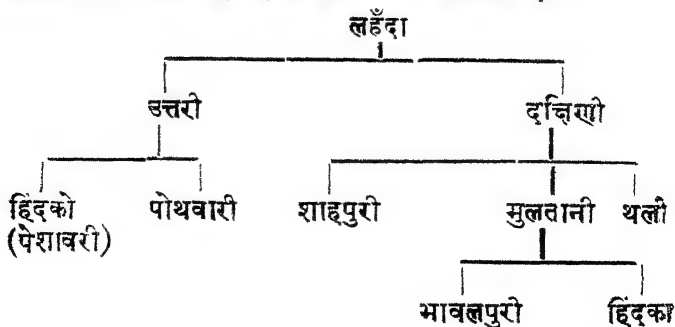 लहँदा
उत्तरी दक्षिणी
हिंदको पोथवारी शाहपुरी मुलतानी थली
(पेशावरी)
भावलपुरी हिंदका